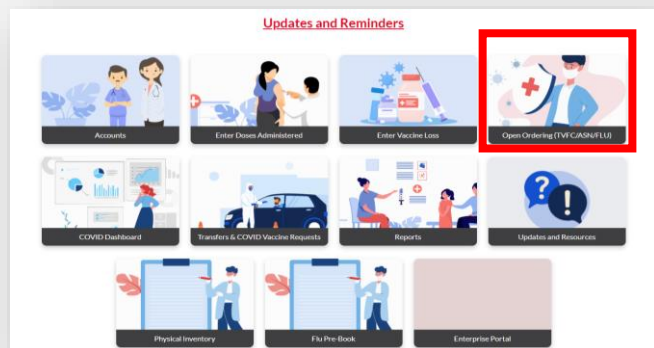 Updates and Reminders
Accounts
Enter Doses Administered
Enter Vaccine Loss
Open Ordering (TVFC/ASN/FLU)
COVID Dashboard
Transfers & COVID Vaccine Requests
Reports
Updates and Resources
Physical Inventory
Flu Pre-Book
Enterprise Portal